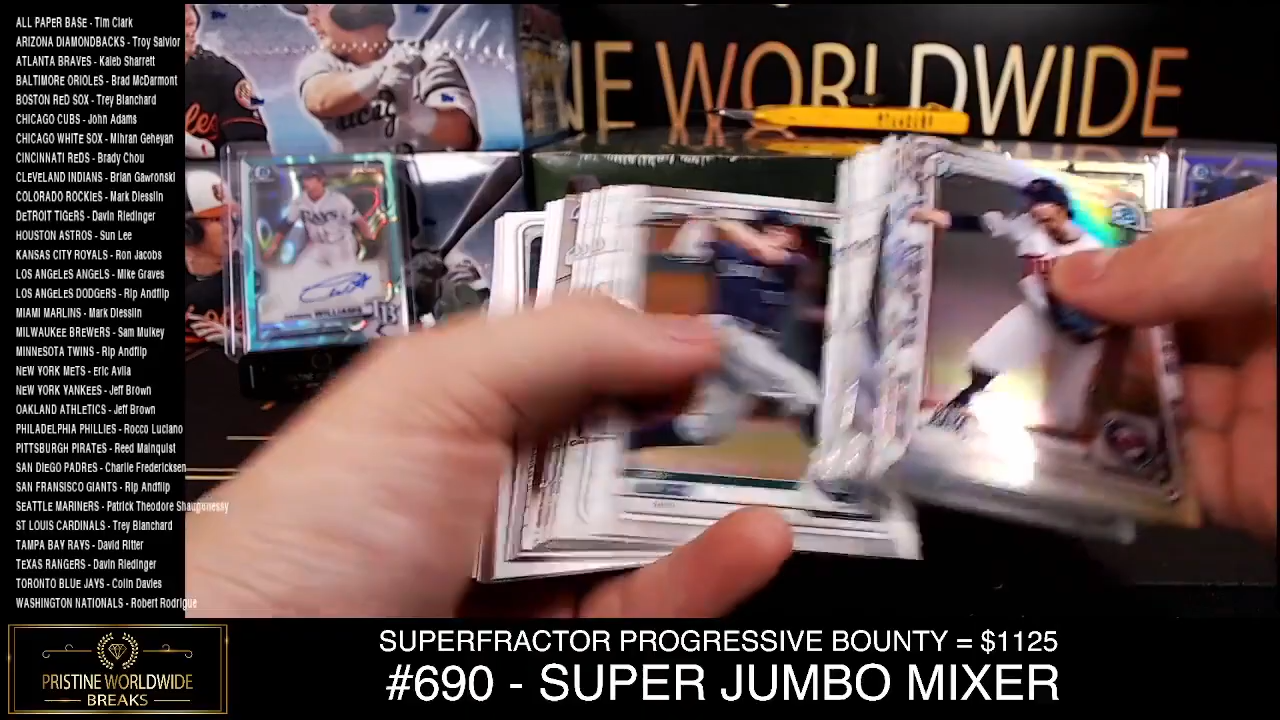 ALL PAPER BASE - Tim Clark
ARIZONA DIAMONDBACKS - Troy Salvior
ATLANTA BRAVES - Kaleb Sharrett
BALTIMORE ORIOLES - Brad McDarmont
BOSTON RED SOX - Trey Blanchard
CHICAGO CUBS - John Adams
CHICAGO WHITE SOX - Mihran Geheyan
CINCINNATI REDS - Brady Chou
CLEVELAND INDIANS - Brian Gawronski
COLORADO ROCKIES - Mark Diesslin
DETROIT TIGERS - Davin Riedinger
HOUSTON ASTROS - Sun Lee
KANSAS CITY ROYALS - Ron Jacobs
LOS ANGELES ANGELS - Mike Graves
LOS ANGELES DODGERS - Rip Andflip
MIAMI MARLINS - Mark Diesslin
MILWAUKEE BREWERS - Sam Mulkey
MINNESOTA TWINS - Rip Andflip
NEW YORK METS - Eric Avila
NEW YORK YANKEES - Jeff Brown
OAKLAND ATHLETICS - Jeff Brown
PHILADELPHIA PHILLIES - Rocco Luciano
PITTSBURGH PIRATES - Reed Mainquist
SAN DIEGO PADRES - Charlie Fredericksen
SAN FRANSISCO GIANTS - Rip Andflip
SEATTLE MARINERS - Patrick Theodore Shaugunessy
ST LOUIS CARDINALS - Trey Blanchard
TAMPA BAY RAYS - David Ritter
TEXAS RANGERS - Davin Riedinger
TORONTO BLUE JAYS - Colin Davies
WASHINGTON NATIONALS - Robert Rodrigue
WORLDWIDE
RAYS
WILLIAMS
PRISTINE WORLDWIDE
BREAKS
SUPERFRACTOR PROGRESSIVE BOUNTY = $1125
#690 - SUPER JUMBO MIXER